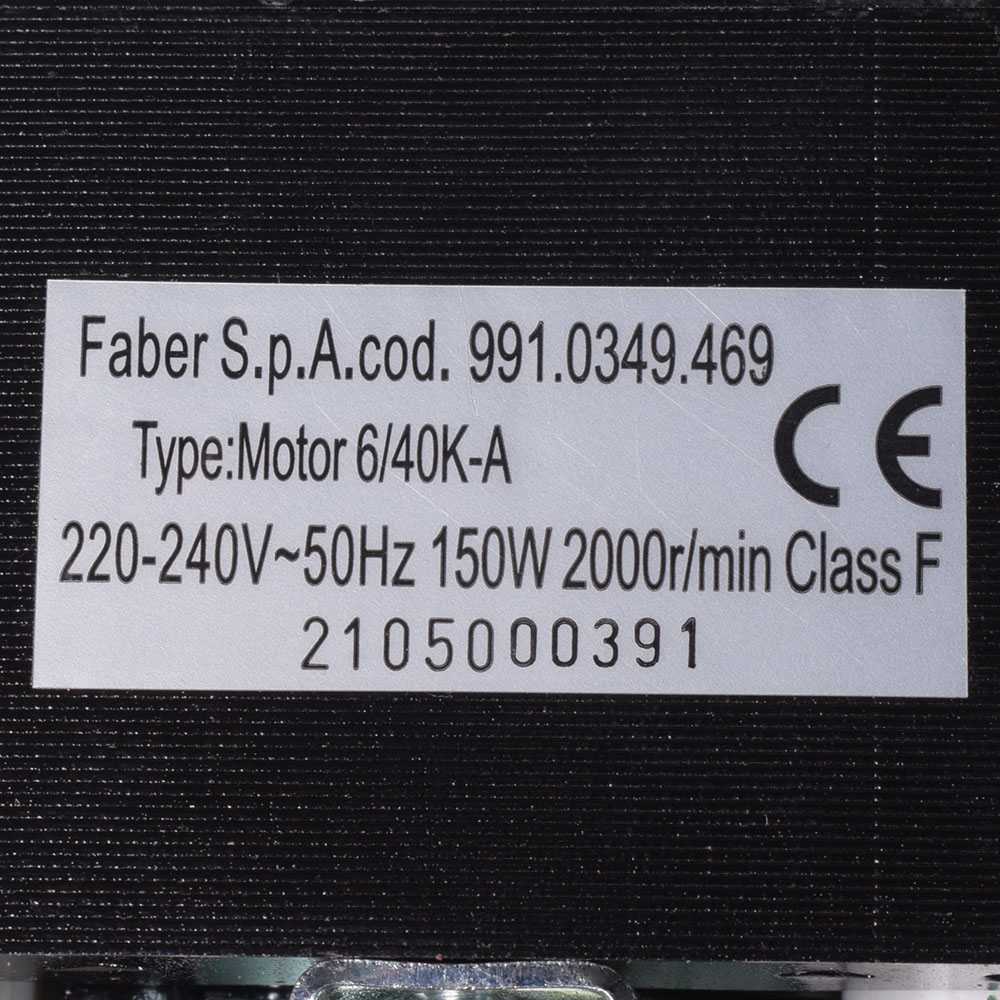 Faber S.p.A.cod. 991.0349.469
Type:Motor 6/40K-A
CE
220-240V~50Hz 150W 2000r/min Class F
2105000391